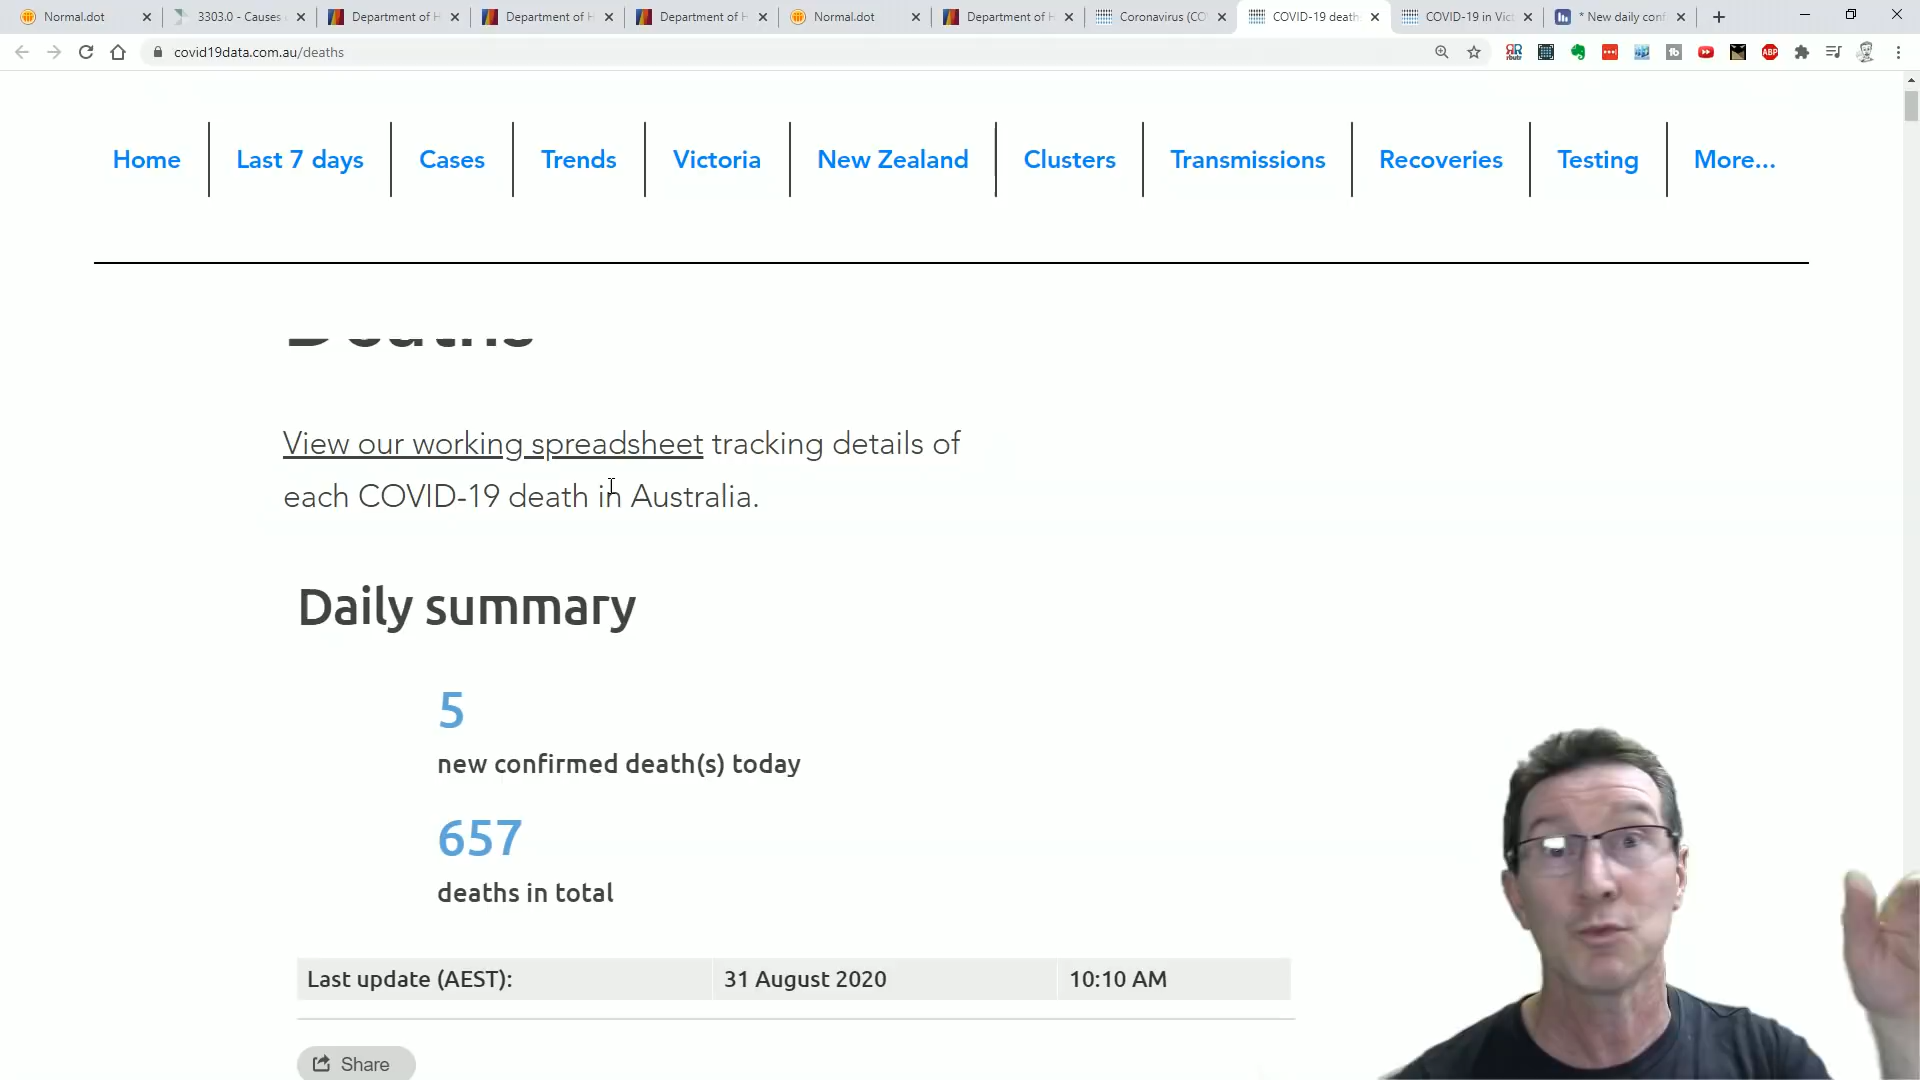 Normal.dot
3303.0 - Causes
Department of H
Department of H
Department of H
Normal.dot
Department of H
Coronavirus (CO
COVID-19 death
COVID-19 in Vic
* New daily conf
covid19data.com.au/deaths
Home
Last 7 days
Cases
Trends
Victoria
New Zealand
Clusters
Transmissions
Recoveries
Testing
More...
Deaths
View our working spreadsheet tracking details of
each COVID-19 death in Australia.
Daily summary
5
new confirmed death(s) today
657
deaths in total
Last update (AEST): 31 August 2020 10:10 AM
Share